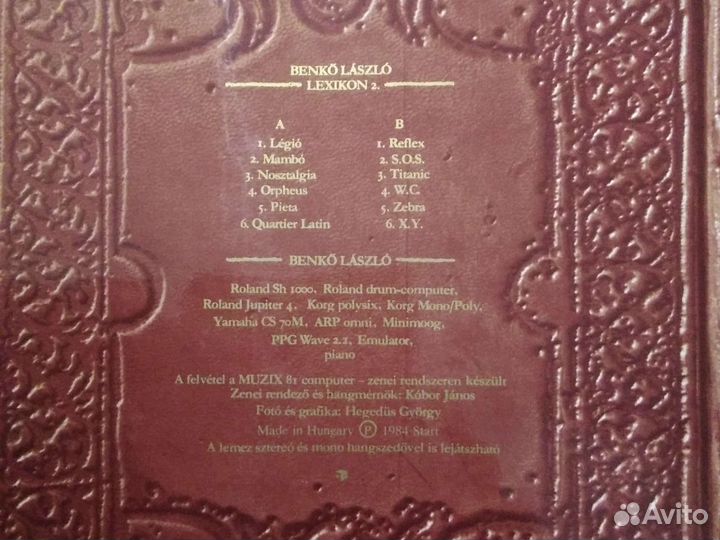 BENKŐ LÁSZLÓ
LEXIKON 2.
A
1. Légió
2. Mambó
3. Nosztalgia
4. Orpheus
5. Pieta
6. Quartier Latin
B
1. Reflex
2. S.O.S.
3. Titanic
4. W.C.
5. Zebra
6. X.Y.
BENKŐ LÁSZLÓ
Roland Sh 1000, Roland drum-computer,
Roland Jupiter 4, Korg polysix, Korg Mono/Poly,
Yamaha CS 70M, ARP omni, Minimoog,
PPG Wave 2.2, Emulator,
piano
A felvétel a MUZIX 81 computer – zenei rendszeren készült
Zenei rendező és hangmérnök: Kóbor János
Fotó és grafika: Hegedűs György
Made in Hungary Ⓟ 1984 Start
A lemez sztereó és mono hangszedővel is lejátszható
Avito